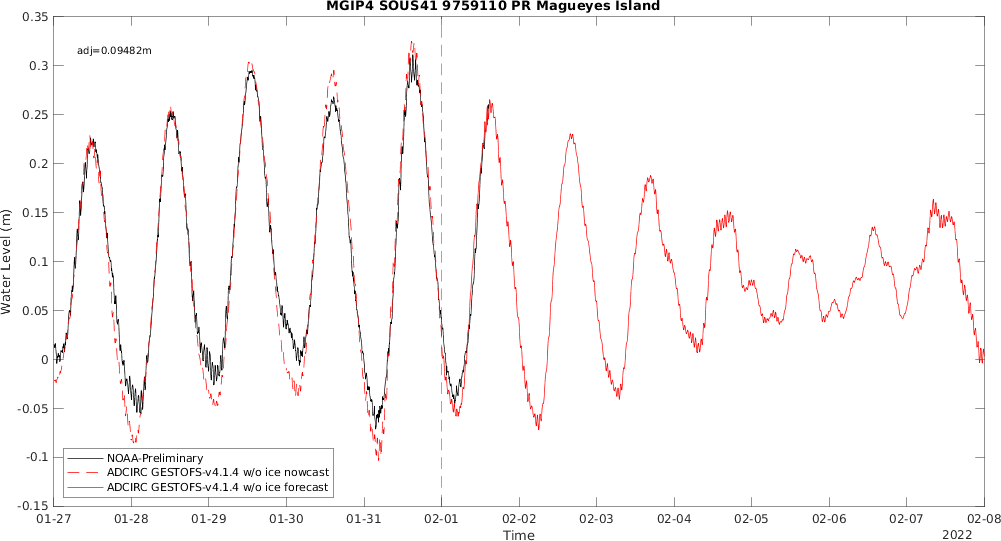 MGIP4 SOUS41 9759110 PR Magueyes Island
adj=0.09482m
0.35
0.3
0.25
0.2
0.15
0.1
0.05
0
-0.05
-0.1
-0.15
Water Level (m)
NOAA-Preliminary
ADCIRC GESTOFS-v4.1.4 w/o ice nowcast
ADCIRC GESTOFS-v4.1.4 w/o ice forecast
01-27 01-28 01-29 01-30 01-31 02-01 02-02 02-03 02-04 02-05 02-06 02-07 02-08
Time
2022